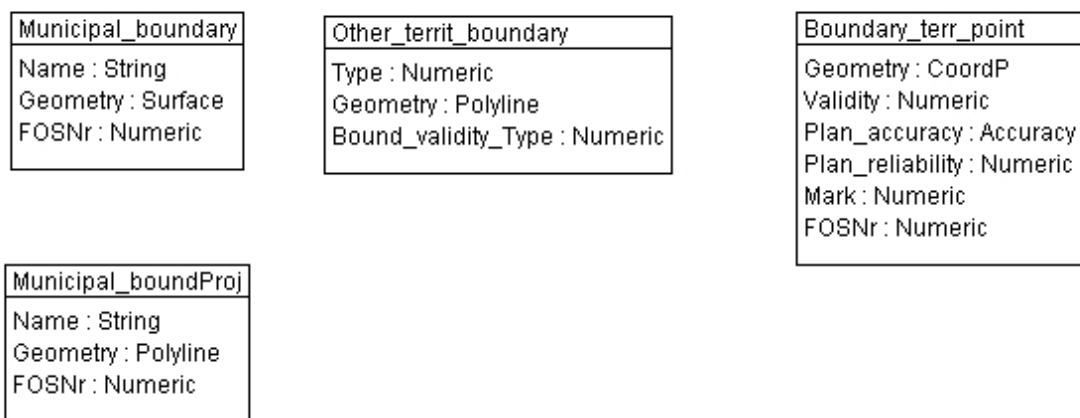 Municipal_boundary
Name : String
Geometry : Surface
FOSNr : Numeric
Other_territ_boundary
Type : Numeric
Geometry : Polyline
Bound_validity_Type : Numeric
Boundary_terr_point
Geometry : CoordP
Validity : Numeric
Plan_accuracy : Accuracy
Plan_reliability : Numeric
Mark : Numeric
FOSNr : Numeric
Municipal_boundProj
Name : String
Geometry : Polyline
FOSNr : Numeric